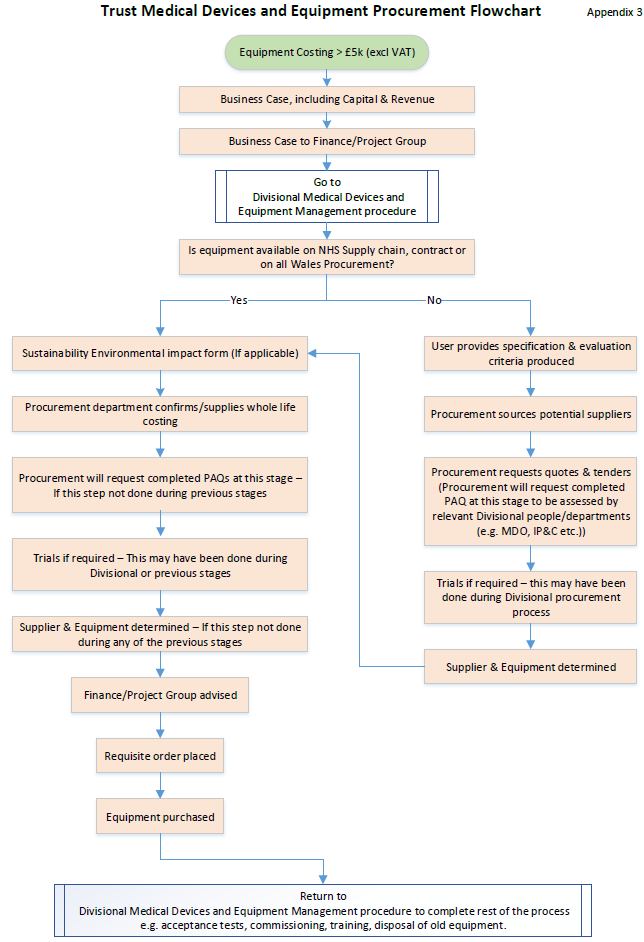 Trust Medical Devices and Equipment Procurement Flowchart
Appendix 3
Equipment Costing > £5k (excl VAT)
Business Case, including Capital & Revenue
Business Case to Finance/Project Group
Go to
Divisional Medical Devices and
Equipment Management procedure
Is equipment available on NHS Supply chain, contract or
on all Wales Procurement?
Yes
No
Sustainability Environmental impact form (If applicable)
Procurement department confirms/supplies whole life
costing
Procurement will request completed PAQs at this stage –
If this step not done during previous stages
Trials if required – This may have been done during
Divisional or previous stages
Supplier & Equipment determined – If this step not done
during any of the previous stages
Finance/Project Group advised
Requisite order placed
Equipment purchased
User provides specification & evaluation
criteria produced
Procurement sources potential suppliers
Procurement requests quotes & tenders
(Procurement will request completed
PAQ at this stage to be assessed by
relevant Divisional people/departments
(e.g. MDO, IP&C etc.))
Trials if required – this may have been
done during Divisional procurement
process
Supplier & Equipment determined
Return to
Divisional Medical Devices and Equipment Management procedure to complete rest of the process
e.g. acceptance tests, commissioning, training, disposal of old equipment.